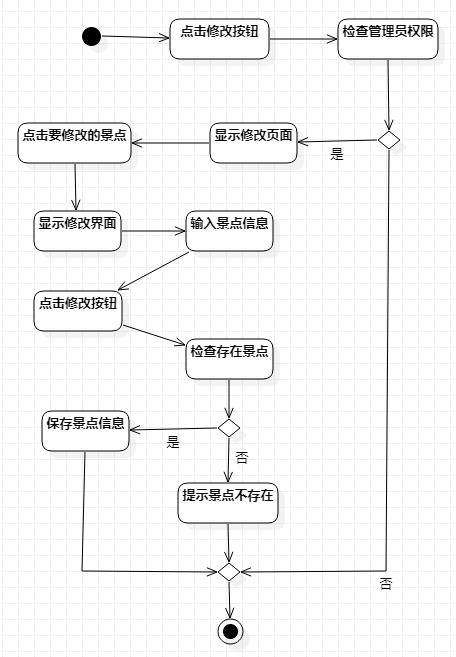 点击修改按钮
检查管理员权限
点击要修改的景点
显示修改页面
是
显示修改界面
输入景点信息
点击修改按钮
检查存在景点
保存景点信息
是
否
提示景点不存在
否